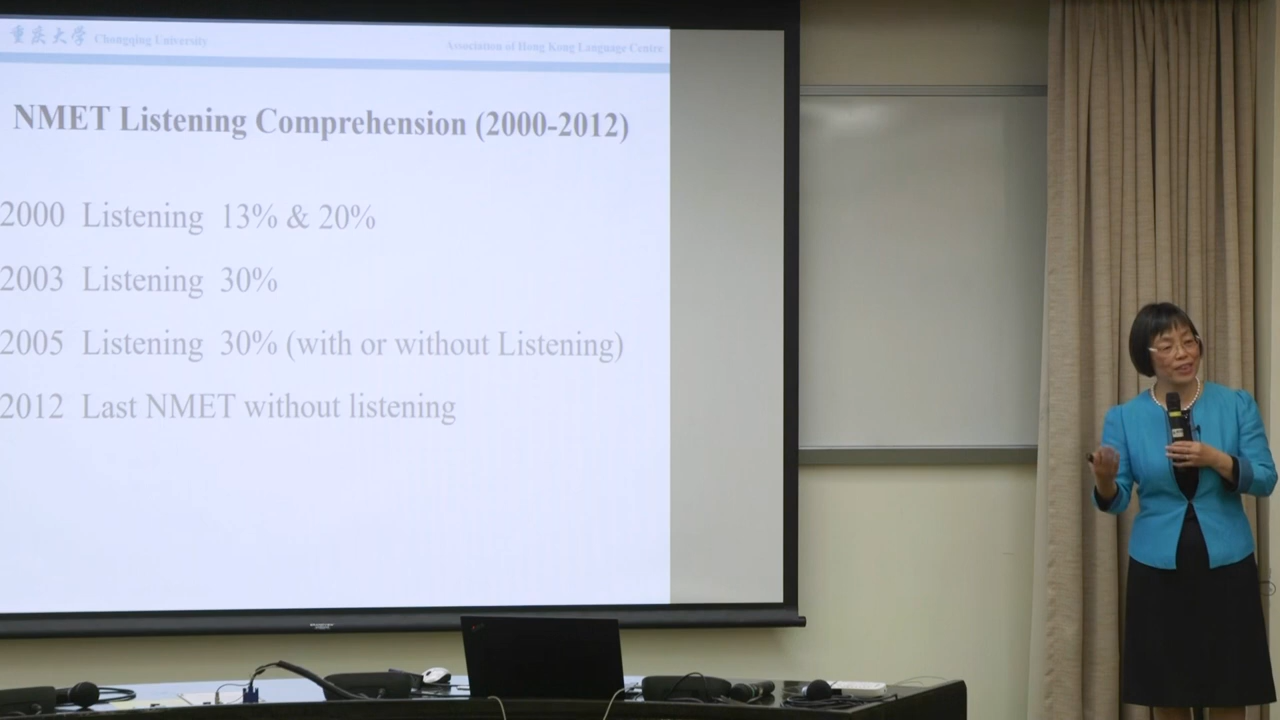 重庆大学 Chongqing University
Association of Hong Kong Language Centre
NMET Listening Comprehension (2000-2012)
2000 Listening 13% & 20%
2003 Listening 30%
2005 Listening 30% (with or without Listening)
2012 Last NMET without listening